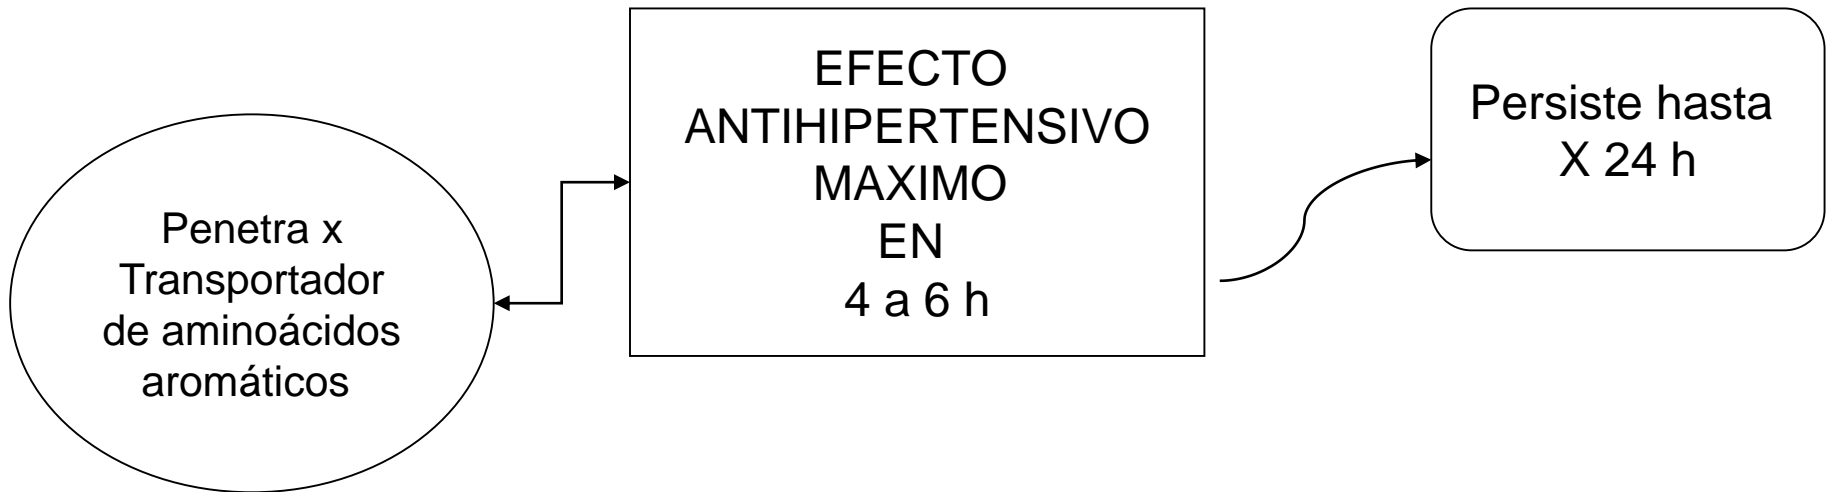 Penetra x
Transportador
de aminoácidos
aromáticos
EFECTO
ANTIHIPERTENSIVO
MAXIMO
EN
4 a 6 h
Persiste hasta
X 24 h